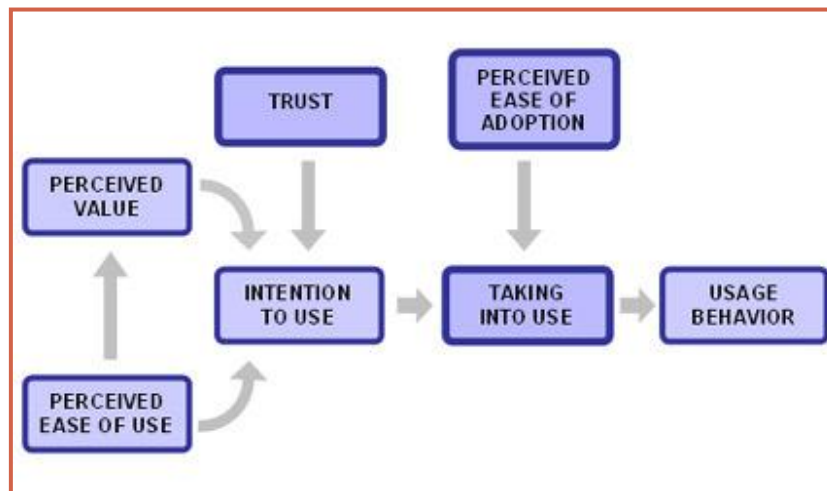 TRUST
PERCEIVED
EASE OF
ADOPTION
PERCEIVED
VALUE
INTENTION
TO USE
TAKING
INTO USE
USAGE
BEHAVIOR
PERCEIVED
EASE OF USE